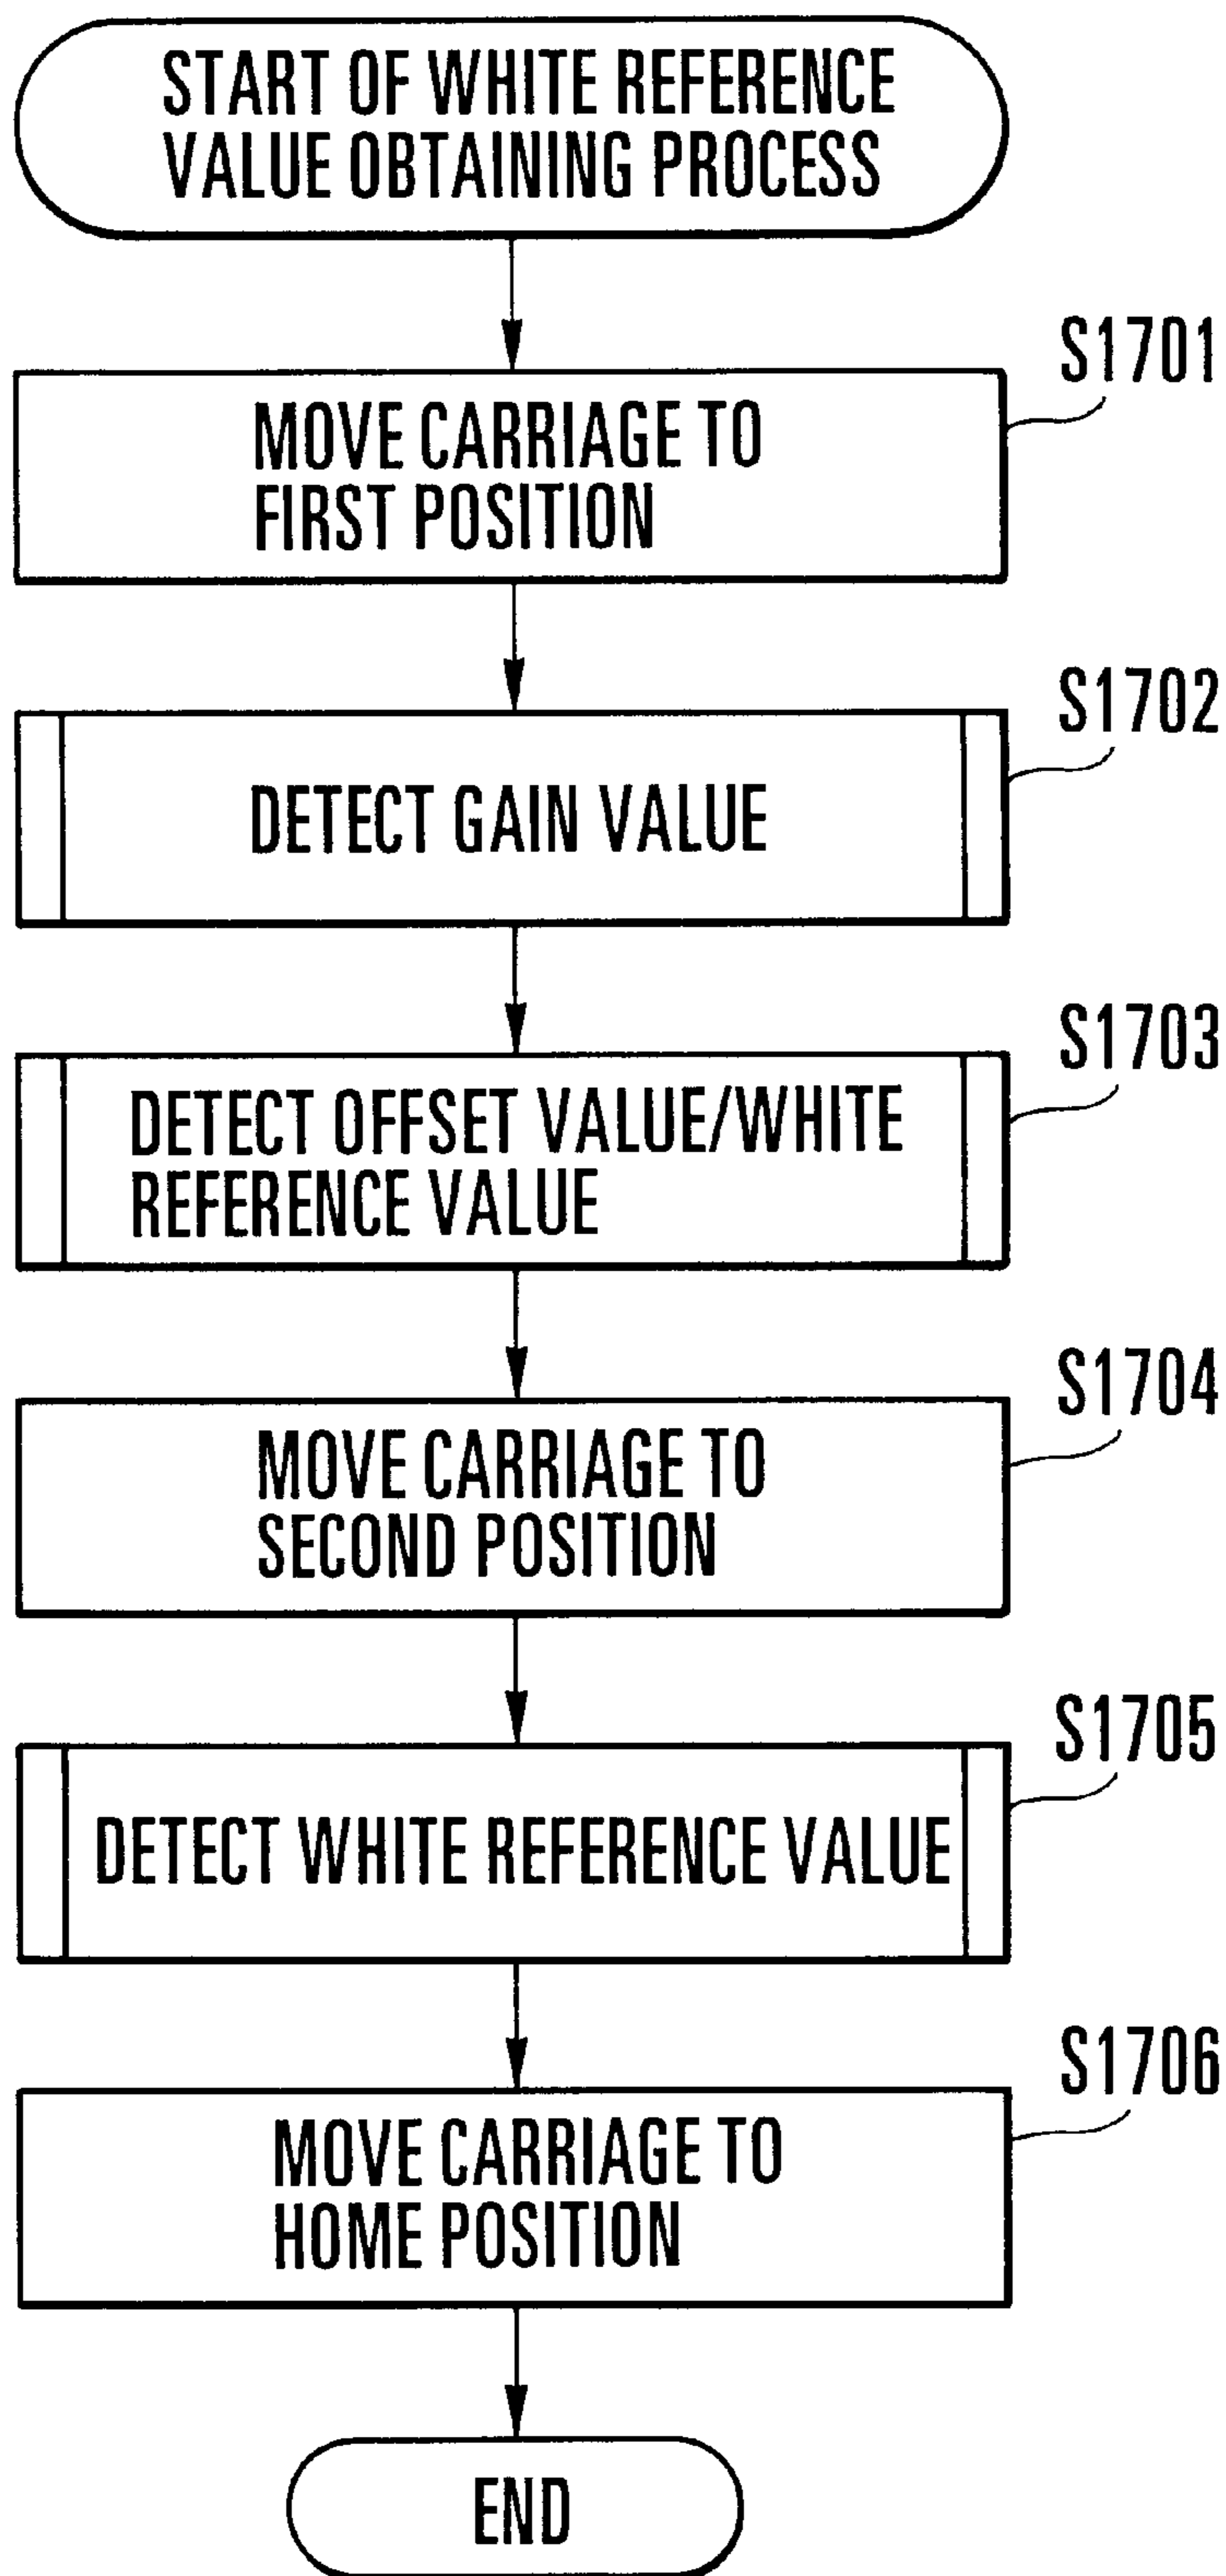 START OF WHITE REFERENCE
VALUE OBTAINING PROCESS
S1701
MOVE CARRIAGE TO
FIRST POSITION
S1702
DETECT GAIN VALUE
S1703
DETECT OFFSET VALUE/WHITE
REFERENCE VALUE
S1704
MOVE CARRIAGE TO
SECOND POSITION
S1705
DETECT WHITE REFERENCE VALUE
S1706
MOVE CARRIAGE TO
HOME POSITION
END